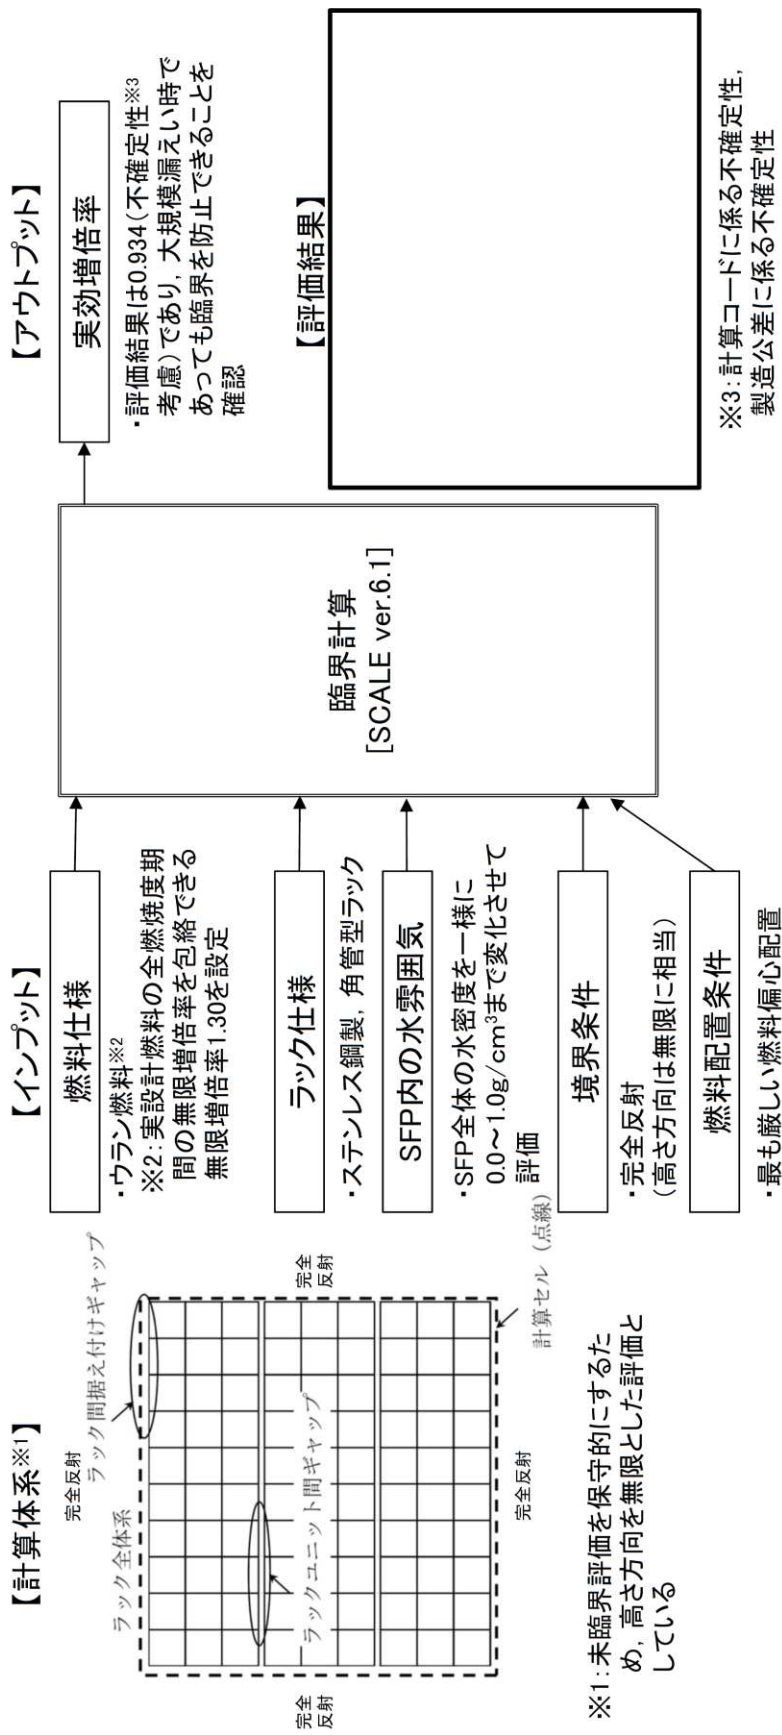 【計算体系※1】
完全反射
ラック間据え付けギャップ
ラック全体系
完全
反射
完全
反射
ラックユニット間ギャップ
完全反射
計算セル（点線）
※1：未臨界評価を保守的にするた
め，高さ方向を無限とした評価と
している
【インプット】
燃料仕様
・ウラン燃料※2
※2：実設計燃料の全燃焼度期
間の無限増倍率を包絡できる
無限増倍率1.30を設定
ラック仕様
・ステンレス鋼製，角管型ラック
SFP内の水雰囲気
・SFP全体の水密度を一様に
0.0～1.0g/cm³まで変化させて
評価
境界条件
・完全反射
（高さ方向は無限に相当）
燃料配置条件
・最も厳しい燃料偏心配置
臨界計算
[SCALE ver.6.1]
【アウトプット】
実効増倍率
・評価結果は0.934（不確定性※3
考慮）であり，大規模漏えい時で
あっても臨界を防止できることを
確認
【評価結果】
※3：計算コードに係る不確定性，
製造公差に係る不確定性